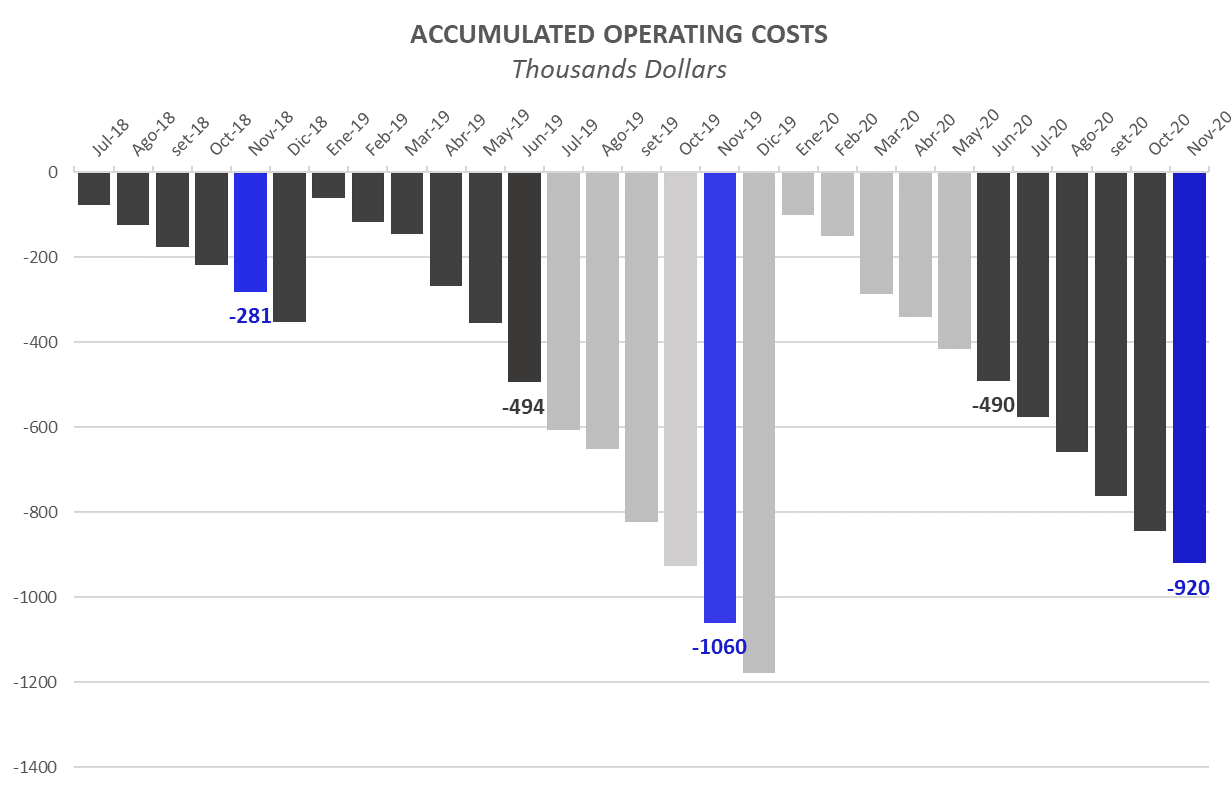 ACCUMULATED OPERATING COSTS
Thousands Dollars
Jul-18
Ago-18
set-18
Oct-18
Nov-18
Dic-18
Ene-19
Feb-19
Mar-19
Abr-19
May-19
Jun-19
Jul-19
Ago-19
set-19
Oct-19
Nov-19
Dic-19
Ene-20
Feb-20
Mar-20
Abr-20
May-20
Jun-20
Jul-20
Ago-20
set-20
Oct-20
Nov-20
0
-200
-281
-400
-494
-490
-600
-800
-920
-1000
-1060
-1200
-1400